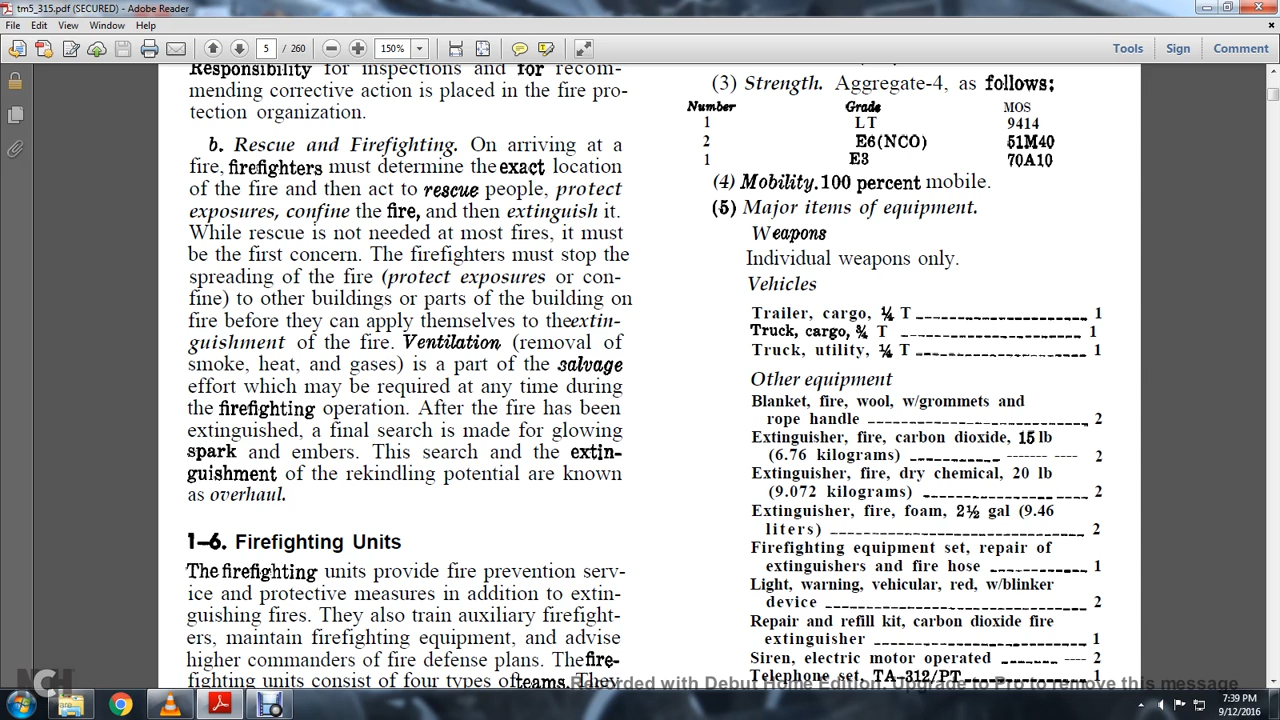 tm5_315.pdf (SECURED) - Adobe Reader
File Edit View Window Help
5 / 260 150% Tools Sign Comment
Responsibility for inspections and for recom-
mending corrective action is placed in the fire pro-
tection organization.
b. Rescue and Firefighting. On arriving at a
fire, firefighters must determine the exact location
of the fire and then act to rescue people, protect
exposures, confine the fire, and then extinguish it.
While rescue is not needed at most fires, it must
be the first concern. The firefighters must stop the
spreading of the fire (protect exposures or con-
fine) to other buildings or parts of the building on
fire before they can apply themselves to the extin-
guishment of the fire. Ventilation (removal of
smoke, heat, and gases) is a part of the salvage
effort which may be required at any time during
the firefighting operation. After the fire has been
extinguished, a final search is made for glowing
spark and embers. This search and the extin-
guishment of the rekindling potential are known
as overhaul.
1-6. Firefighting Units
The firefighting units provide fire prevention serv-
ice and protective measures in addition to extin-
guishing fires. They also train auxiliary firefight-
ers, maintain firefighting equipment, and advise
higher commanders of fire defense plans. The fire-
fighting units consist of four types of teams. They
(3) Strength. Aggregate-4, as follows:
Number Grade MOS
1 LT 9414
2 E6(NCO) 51M40
1 E3 70A10
(4) Mobility. 100 percent mobile.
(5) Major items of equipment.
Weapons
Individual weapons only.
Vehicles
Trailer, cargo, ¼ T 1
Truck, cargo, ¾ T 1
Truck, utility, ¼ T 1
Other equipment
Blanket, fire, wool, w/grommets and
rope handle 2
Extinguisher, fire, carbon dioxide, 15 lb
(6.76 kilograms) 2
Extinguisher, fire, dry chemical, 20 lb
(9.072 kilograms) 2
Extinguisher, fire, foam, 2½ gal (9.46
liters) 2
Firefighting equipment set, repair of
extinguishers and fire hose 1
Light, warning, vehicular, red, w/blinker
device 2
Repair and refill kit, carbon dioxide fire
extinguisher 1
Siren, electric motor operated 2
Telephone set, TA-312/PT 1
Recorded with Debut Home Edition. Upgrade to Pro to remove this message
NCH
7:39 PM
9/12/2016